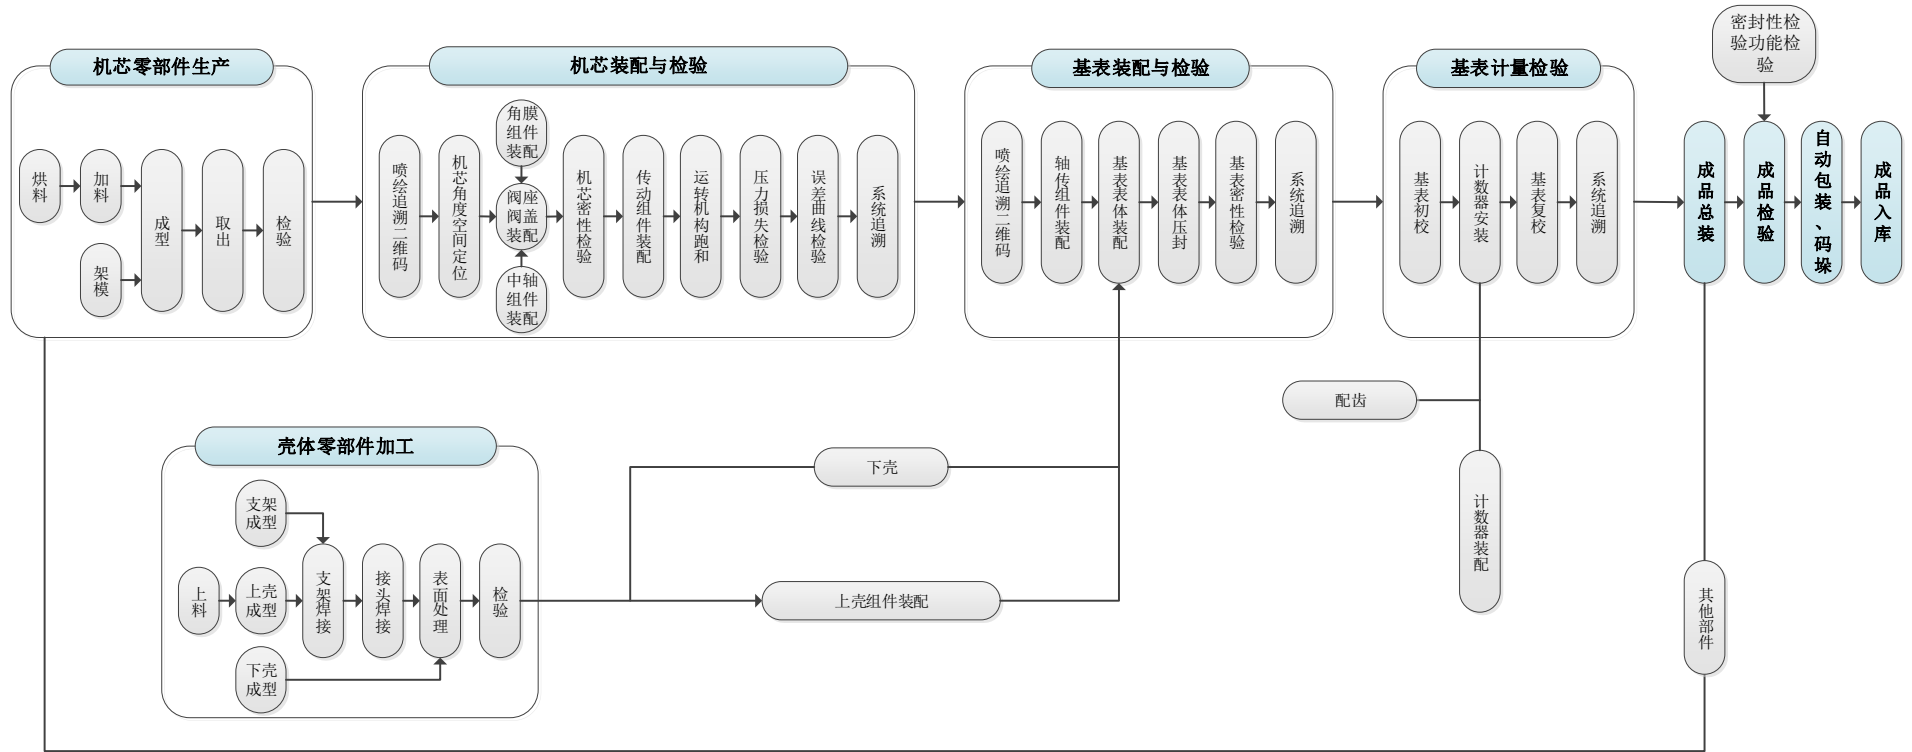 密封性检
验功能检
验
机芯零部件生产
烘料
加料
架模
成型
取出
检验
机芯装配与检验
喷绘追溯二维码
机芯角度空间定位
角膜
组件
装配
阀座
阀盖
装配
中轴
组件
装配
机芯密性检验
传动组件装配
运转机构跑和
压力损失检验
误差曲线检验
系统追溯
基表装配与检验
喷绘追溯二维码
轴传组件装配
基表表体装配
基表表体压封
基表密性检验
系统追溯
基表计量检验
基表初校
计数器安装
基表复校
系统追溯
成品总装
成品检验
自动包装、码垛
成品入库
配齿
计数器装配
其他部件
壳体零部件加工
支架
成型
上料
上壳
成型
下壳
成型
支架焊接
接头焊接
表面处理
检验
下壳
上壳组件装配